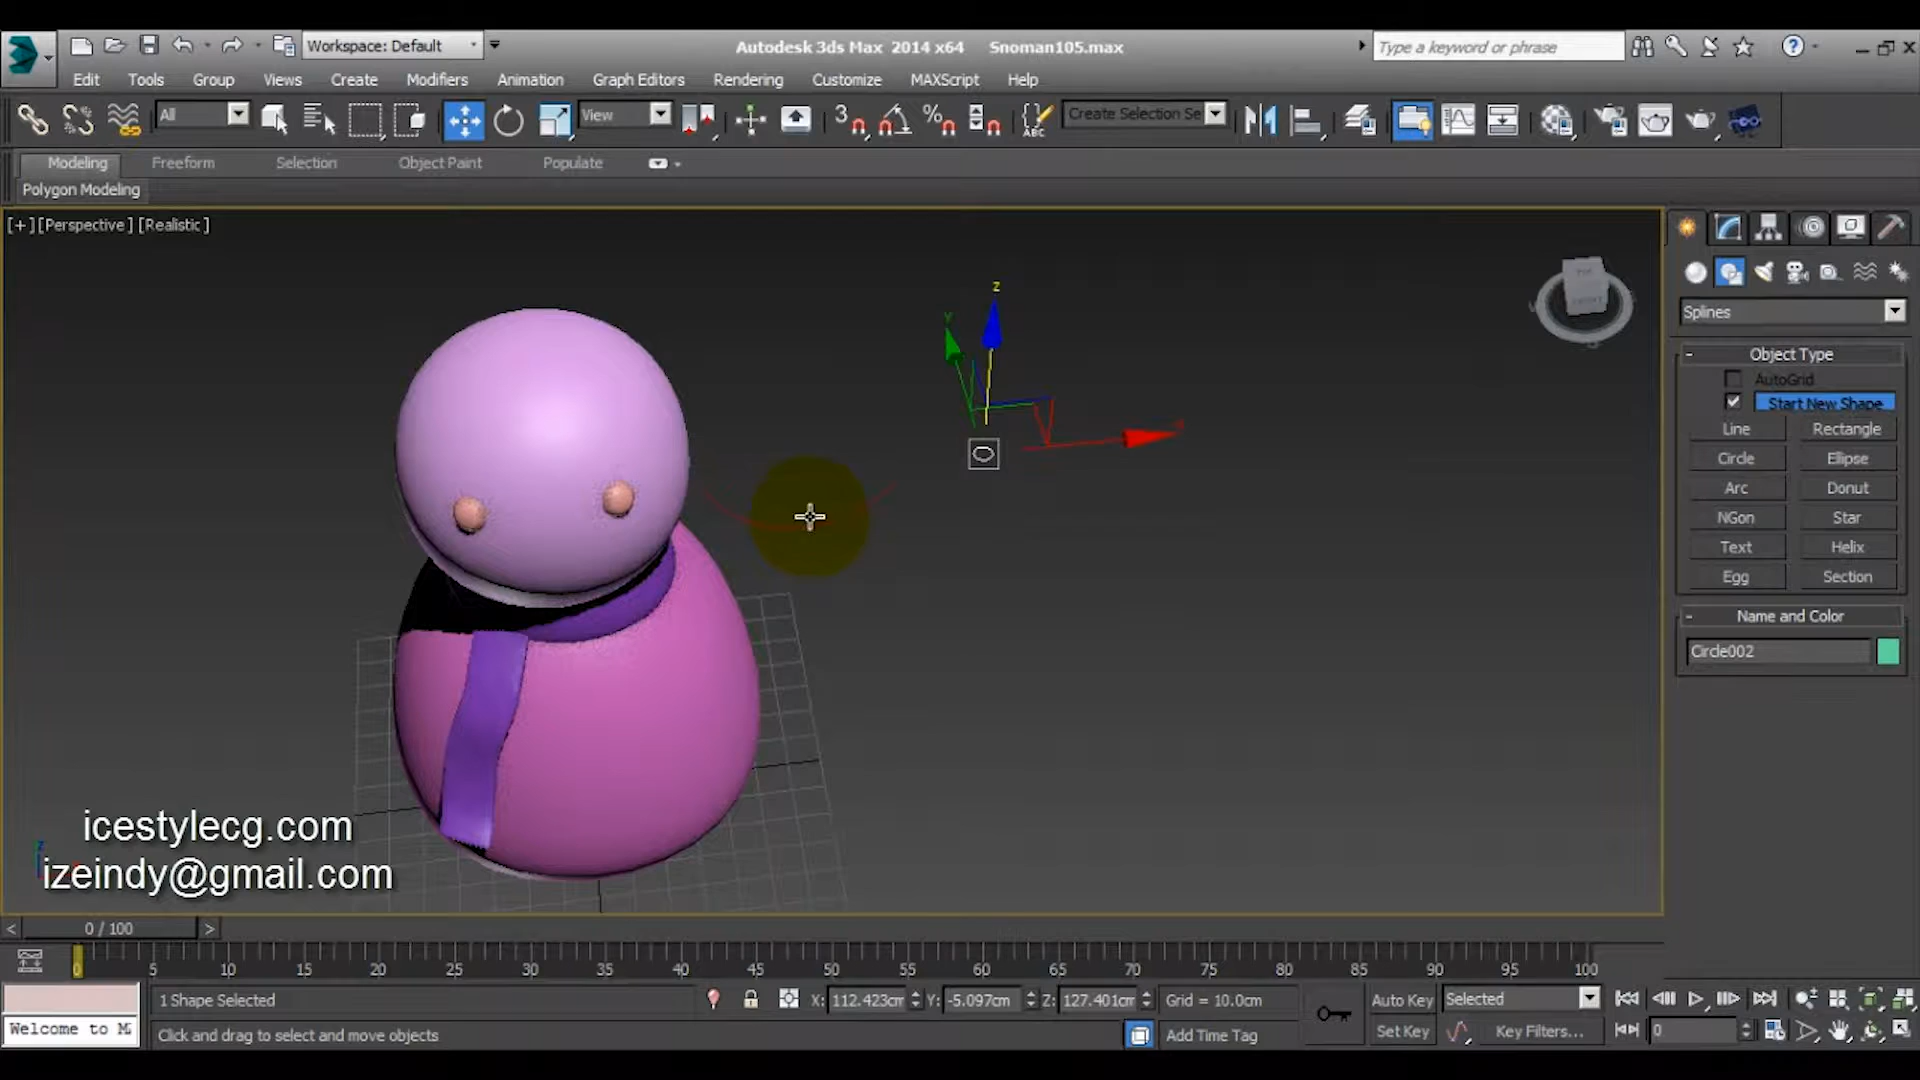 Workspace: Default
Autodesk 3ds Max 2014 x64 Snoman105.max
Type a keyword or phrase
Edit Tools Group Views Create Modifiers Animation Graph Editors Rendering Customize MAXScript Help
All
View
3
%
ABC
Create Selection Se
Modeling Freeform Selection Object Paint Populate
Polygon Modeling
[+][Perspective][Realistic]
z
y
Splines
Object Type
AutoGrid
Start New Shape
Line Rectangle
Circle Ellipse
Arc Donut
NGon Star
Text Helix
Egg Section
Name and Color
Circle002
icestylecg.com
izeindy@gmail.com
< 0 / 100 >
0 5 10 15 20 25 30 35 40 45 50 55 60 65 70 75 80 85 90 95 100
1 Shape Selected
X: 112.423cm Y: -5.097cm Z: 127.401cm Grid = 10.0cm
Auto Key Selected
Welcome to M
Click and drag to select and move objects
Add Time Tag
Set Key Key Filters... 0